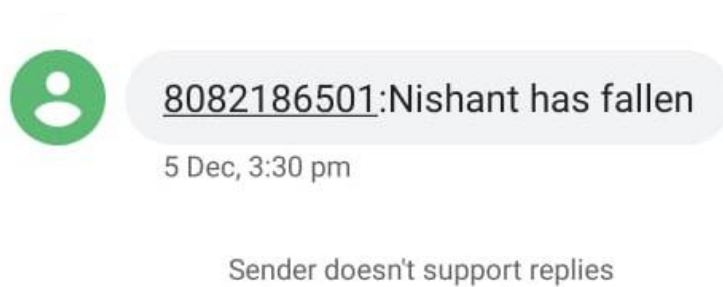 8082186501:Nishant has fallen
5 Dec, 3:30 pm
Sender doesn't support replies